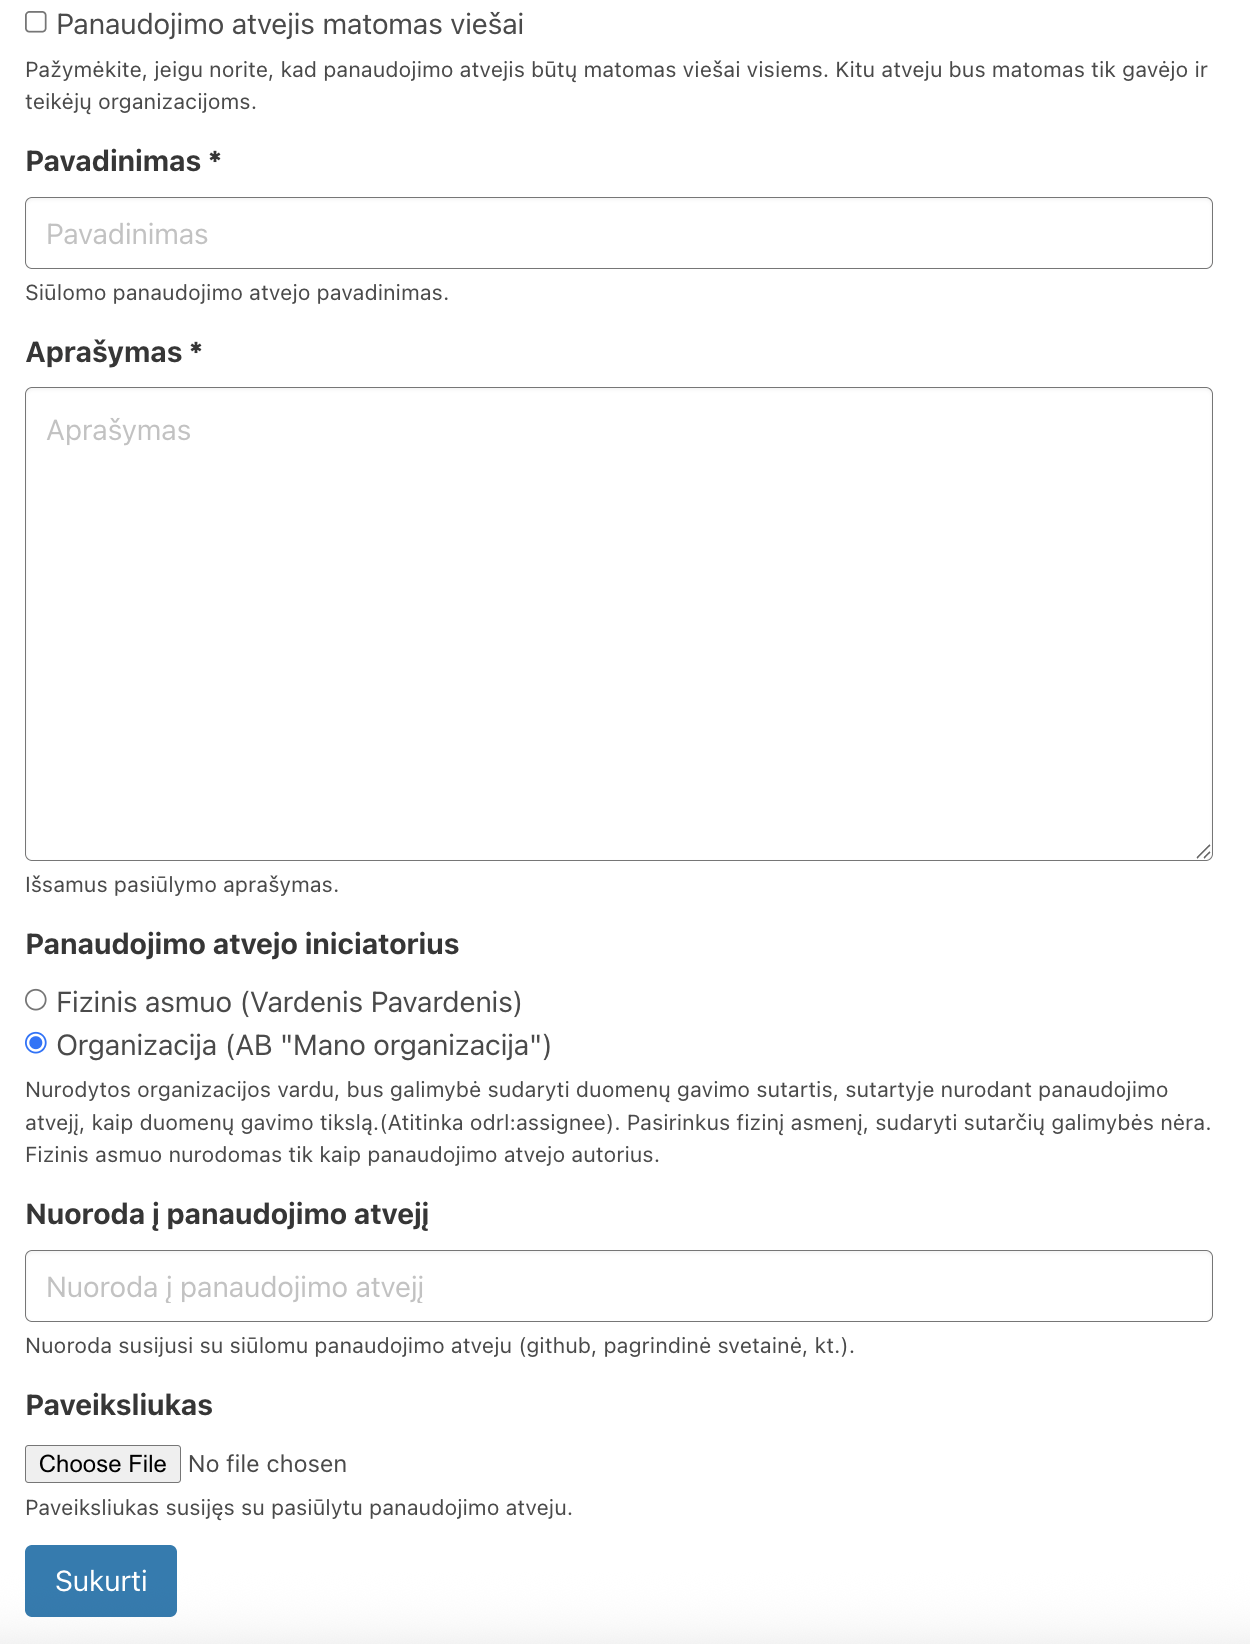 Panaudojimo atvejis matomas viešai
Pažymėkite, jeigu norite, kad panaudojimo atvejis būtų matomas viešai visiems. Kitu atveju bus matomas tik gavėjo ir
teikėjų organizacijoms.
Pavadinimas *
Pavadinimas
Siūlomo panaudojimo atvejo pavadinimas.
Aprašymas *
Aprašymas
Išsamus pasiūlymo aprašymas.
Panaudojimo atvejo iniciatorius
Fizinis asmuo (Vardenis Pavardenis)
Organizacija (AB "Mano organizacija")
Nurodytos organizacijos vardu, bus galimybė sudaryti duomenų gavimo sutartis, sutartyje nurodant panaudojimo
atvejį, kaip duomenų gavimo tikslą.(Atitinka odrl:assignee). Pasirinkus fizinį asmenį, sudaryti sutarčių galimybės nėra.
Fizinis asmuo nurodomas tik kaip panaudojimo atvejo autorius.
Nuoroda į panaudojimo atvejį
Nuoroda į panaudojimo atvejį
Nuoroda susijusi su siūlomu panaudojimo atveju (github, pagrindinė svetainė, kt.).
Paveiksliukas
Choose File No file chosen
Paveiksliukas susijęs su pasiūlytu panaudojimo atveju.
Sukurti